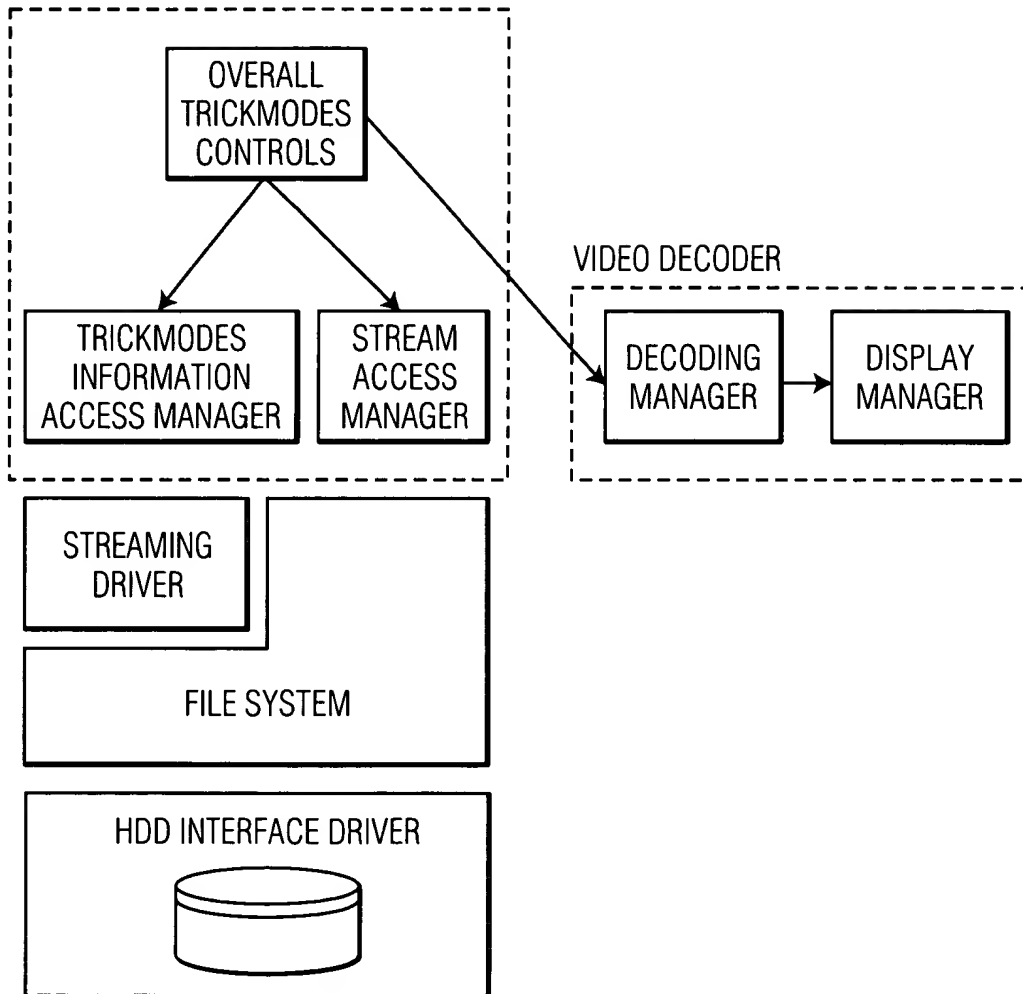 OVERALL
TRICKMODES
CONTROLS
TRICKMODES
INFORMATION
ACCESS MANAGER
STREAM
ACCESS
MANAGER
VIDEO DECODER
DECODING
MANAGER
DISPLAY
MANAGER
STREAMING
DRIVER
FILE SYSTEM
HDD INTERFACE DRIVER